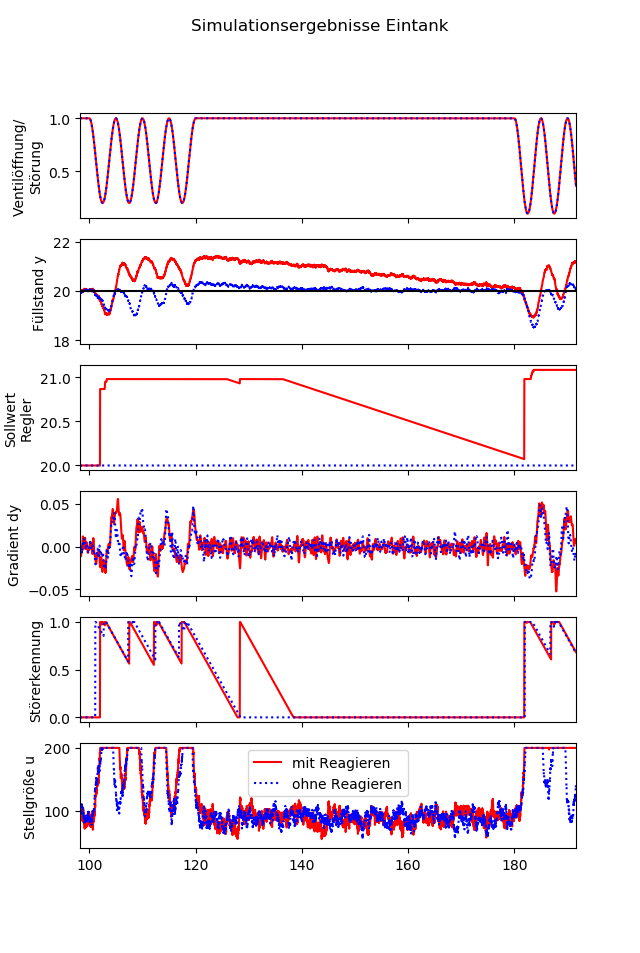 Simulationsergebnisse Eintank
Ventilöffnung/
Störung
1.0
0.5
Füllstand y
22
20
18
Sollwert
Regler
21.0
20.5
20.0
Gradient dy
0.05
0.00
−0.05
Störerkennung
1.0
0.5
0.0
Stellgröße u
200
100
mit Reagieren
ohne Reagieren
100 120 140 160 180